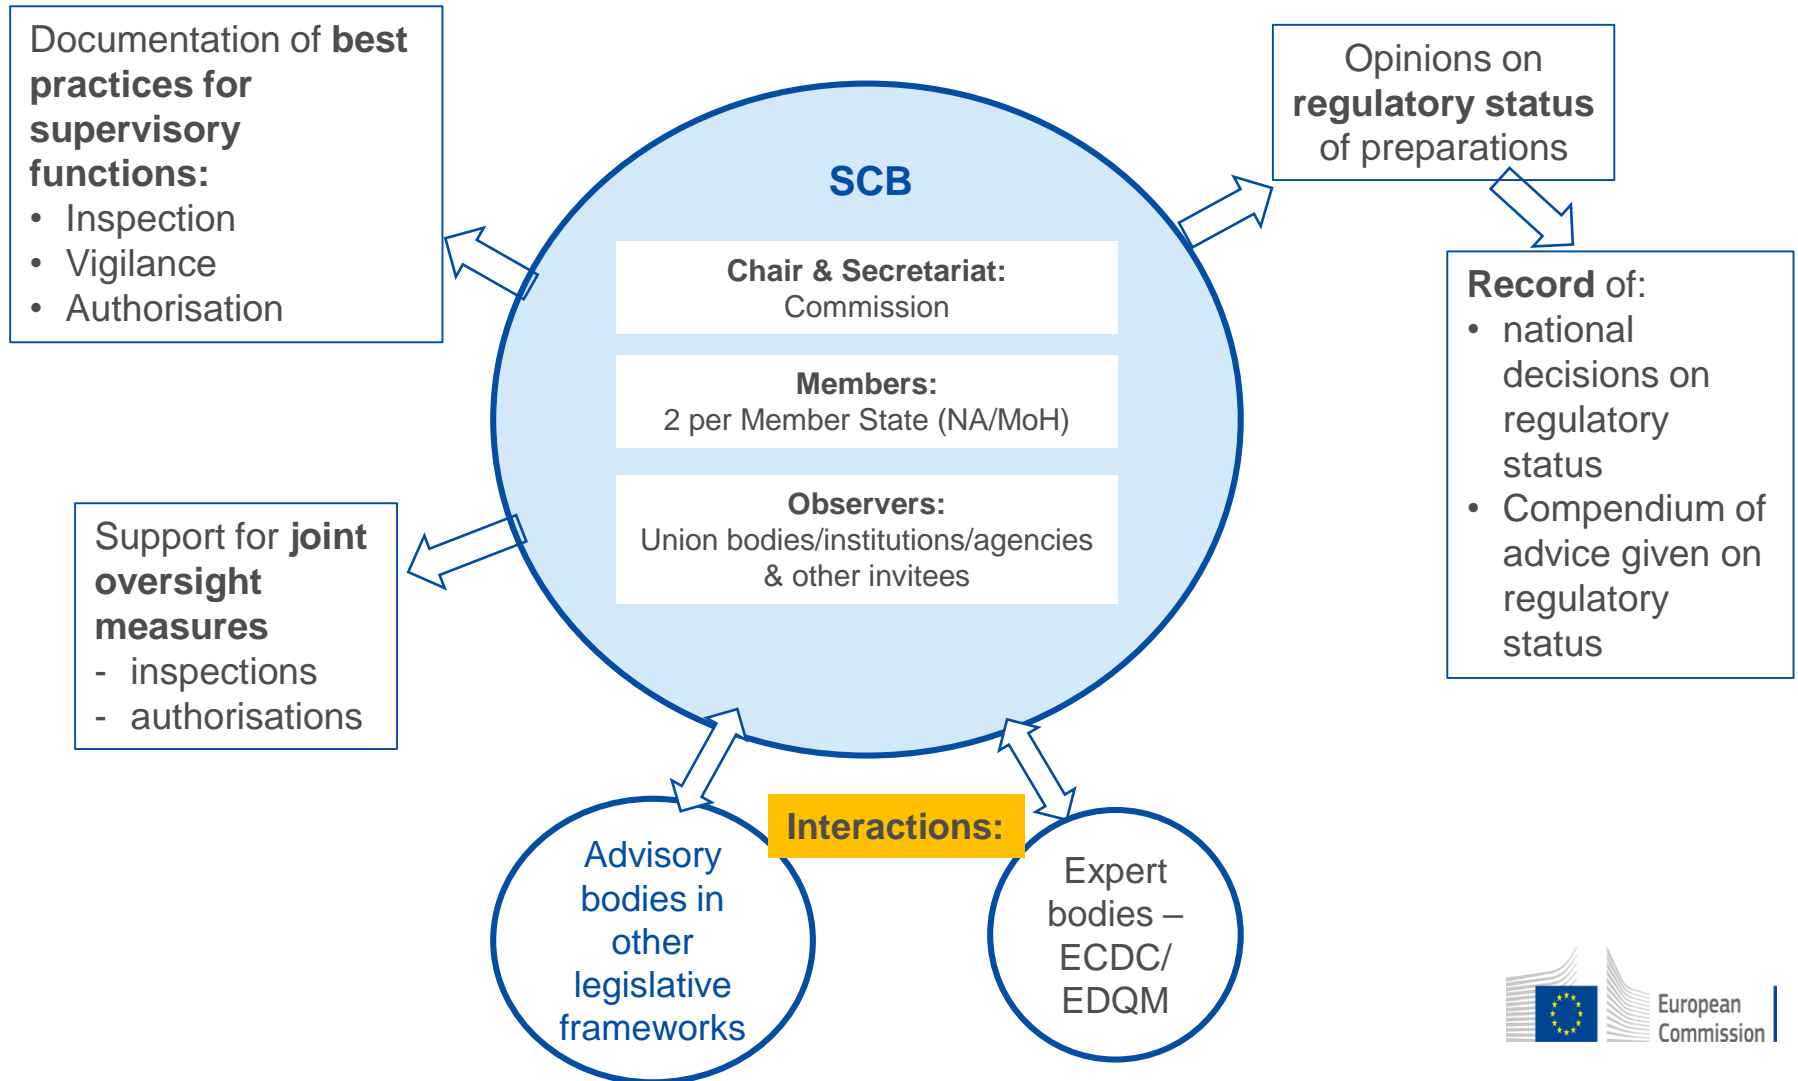 Documentation of best
practices for
supervisory
functions:
• Inspection
• Vigilance
• Authorisation
Support for joint
oversight
measures
- inspections
- authorisations
SCB
Chair & Secretariat:
Commission
Members:
2 per Member State (NA/MoH)
Observers:
Union bodies/institutions/agencies
& other invitees
Opinions on
regulatory status
of preparations
Record of:
• national
decisions on
regulatory
status
• Compendium of
advice given on
regulatory
status
Interactions:
Advisory
bodies in
other
legislative
frameworks
Expert
bodies –
ECDC/
EDQM
European
Commission